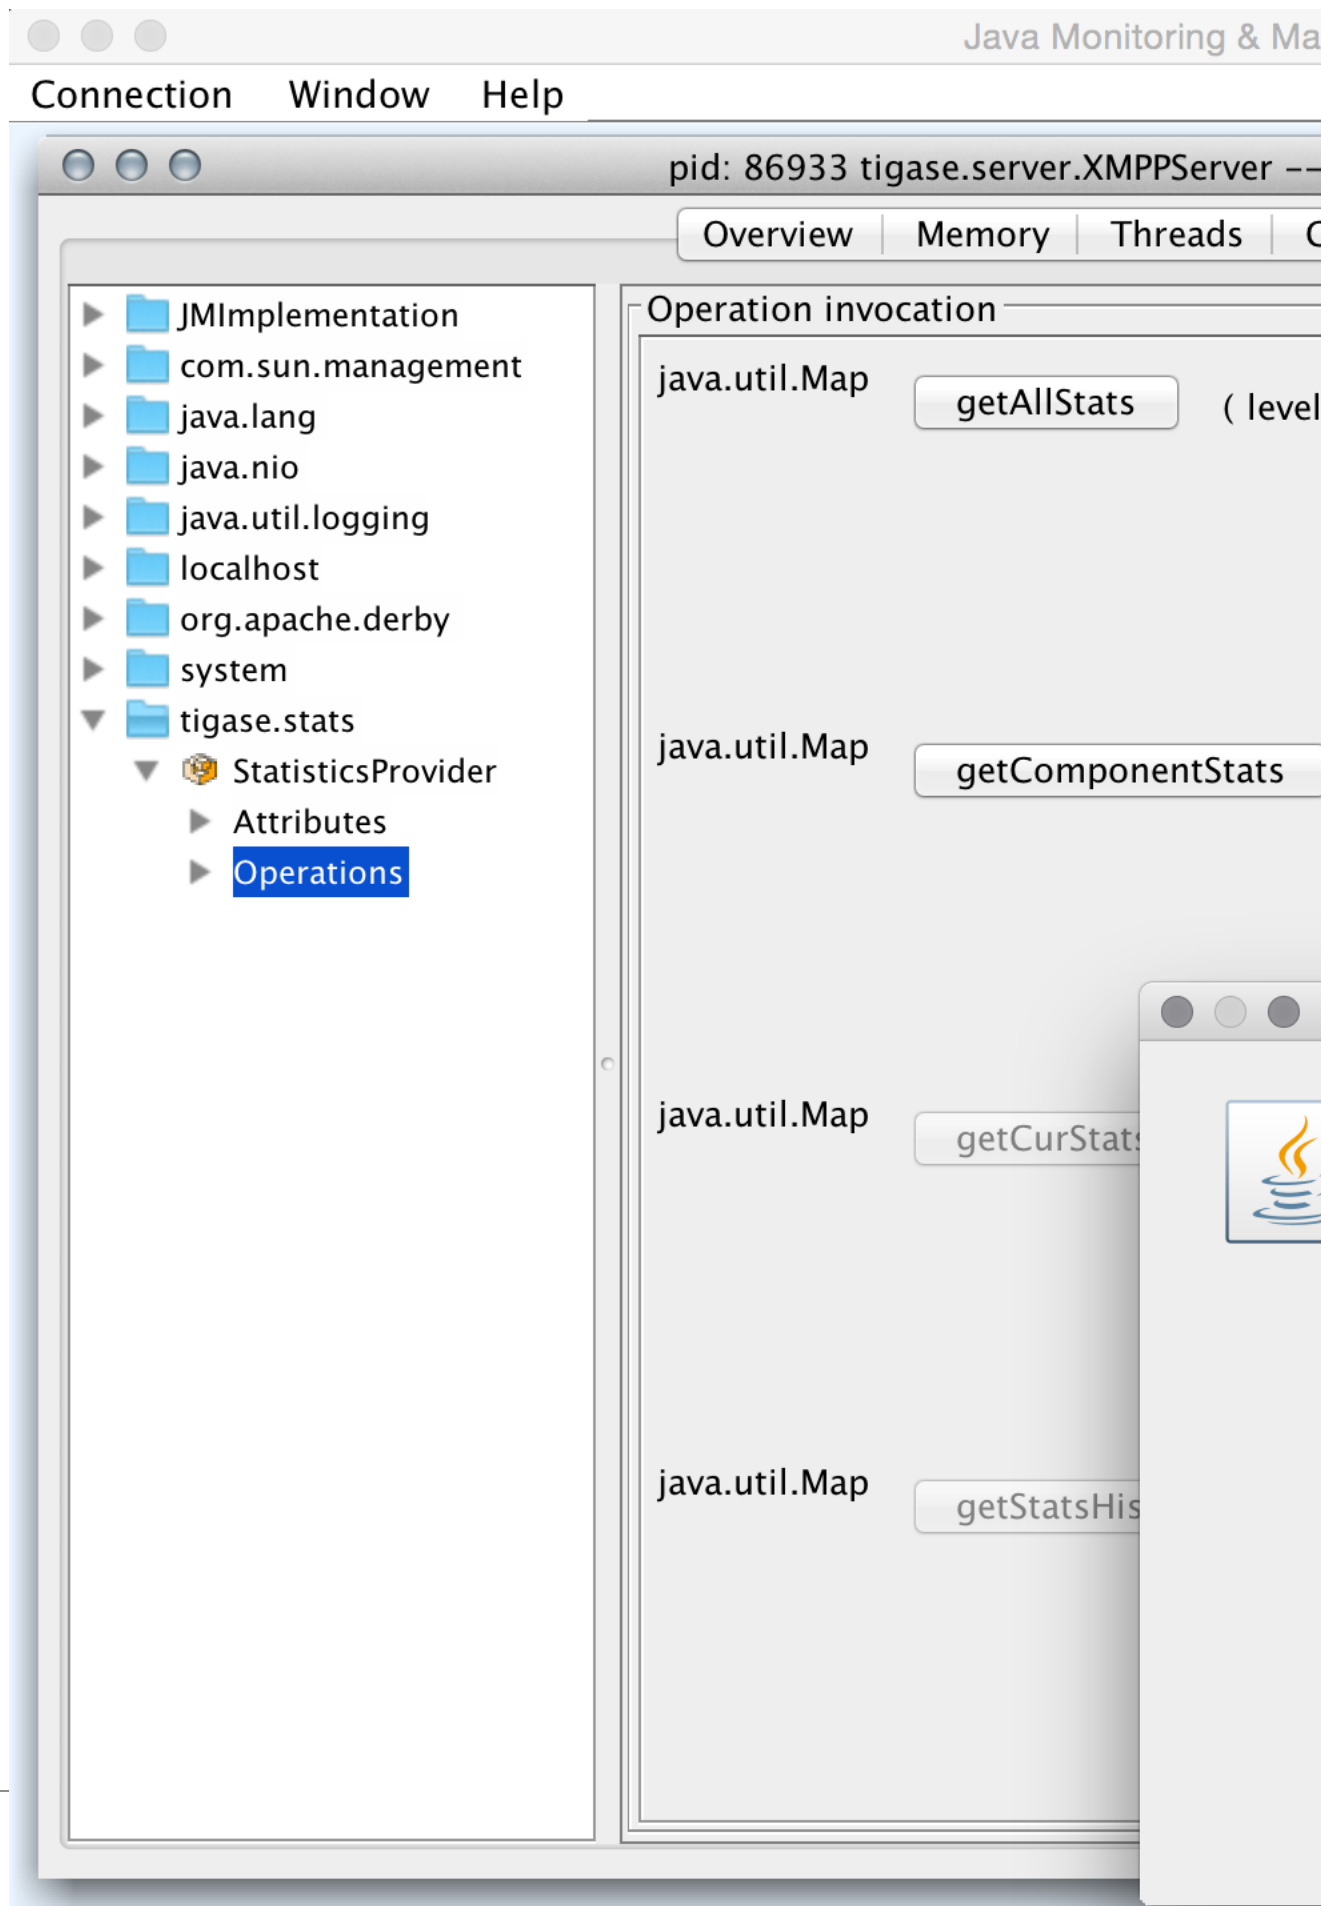 Java Monitoring & Ma
Connection Window Help
pid: 86933 tigase.server.XMPPServer --
Overview Memory Threads
JMImplementation
com.sun.management
java.lang
java.nio
java.util.logging
localhost
org.apache.derby
system
tigase.stats
StatisticsProvider
Attributes
Operations
Operation invocation
java.util.Map getAllStats ( level
java.util.Map getComponentStats
java.util.Map getCurStats
java.util.Map getStatsHis